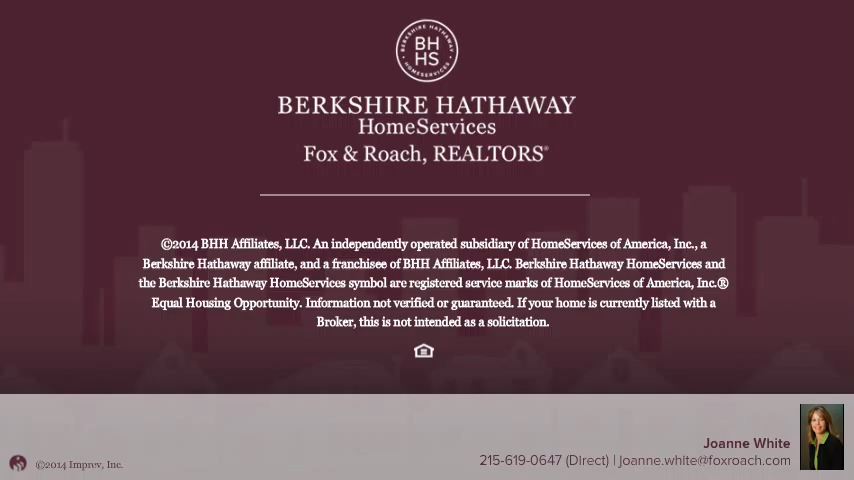 BERKSHIRE HATHAWAY
BH
HS
HOMESERVICES
BERKSHIRE HATHAWAY
HomeServices
Fox & Roach, REALTORS®
©2014 BHH Affiliates, LLC. An independently operated subsidiary of HomeServices of America, Inc., a
Berkshire Hathaway affiliate, and a franchisee of BHH Affiliates, LLC. Berkshire Hathaway HomeServices and
the Berkshire Hathaway HomeServices symbol are registered service marks of HomeServices of America, Inc.®
Equal Housing Opportunity. Information not verified or guaranteed. If your home is currently listed with a
Broker, this is not intended as a solicitation.
Joanne White
215-619-0647 (Direct) | joanne.white@foxroach.com
©2014 Imprev, Inc.